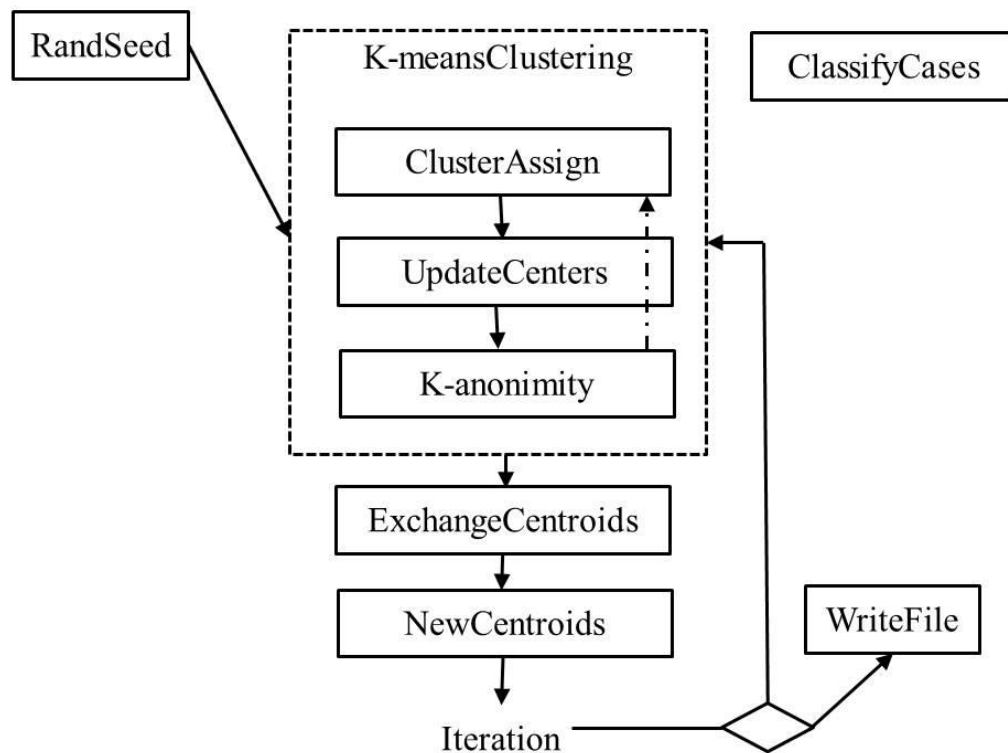 RandSeed
K-meansClustering
ClassifyCases
ClusterAssign
UpdateCenters
K-anonimity
ExchangeCentroids
NewCentroids
WriteFile
Iteration